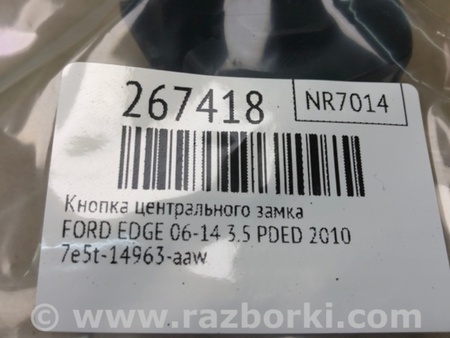 267418
NR7014
Кнопка центрального замка
FORD EDGE 06-14 3.5 PDED 2010
7e5t-14963-aaw
www.razborki.com